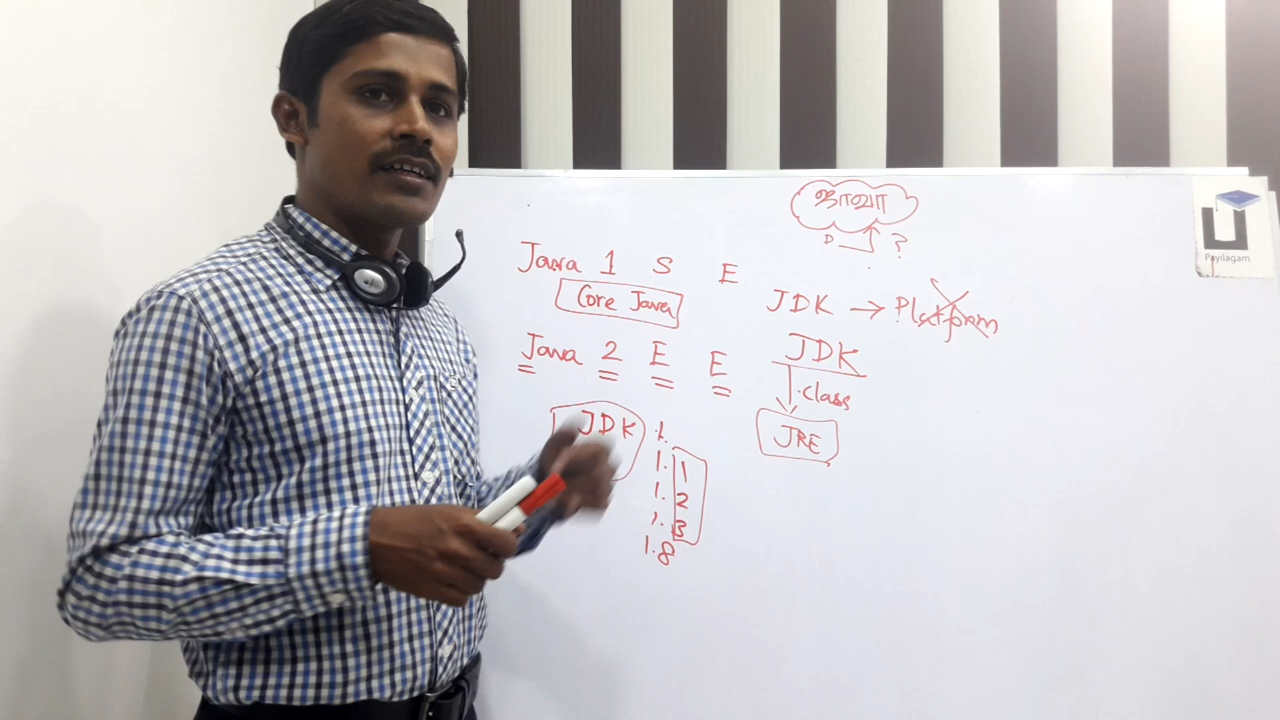 ஜாவா
P ?
Java 1 S E
Core Java
JDK → Platform
Java 2 E E
JDK
.class
JRE
JDK 1.
1. 1
1. 2
1. 3
1.8
Payilagam